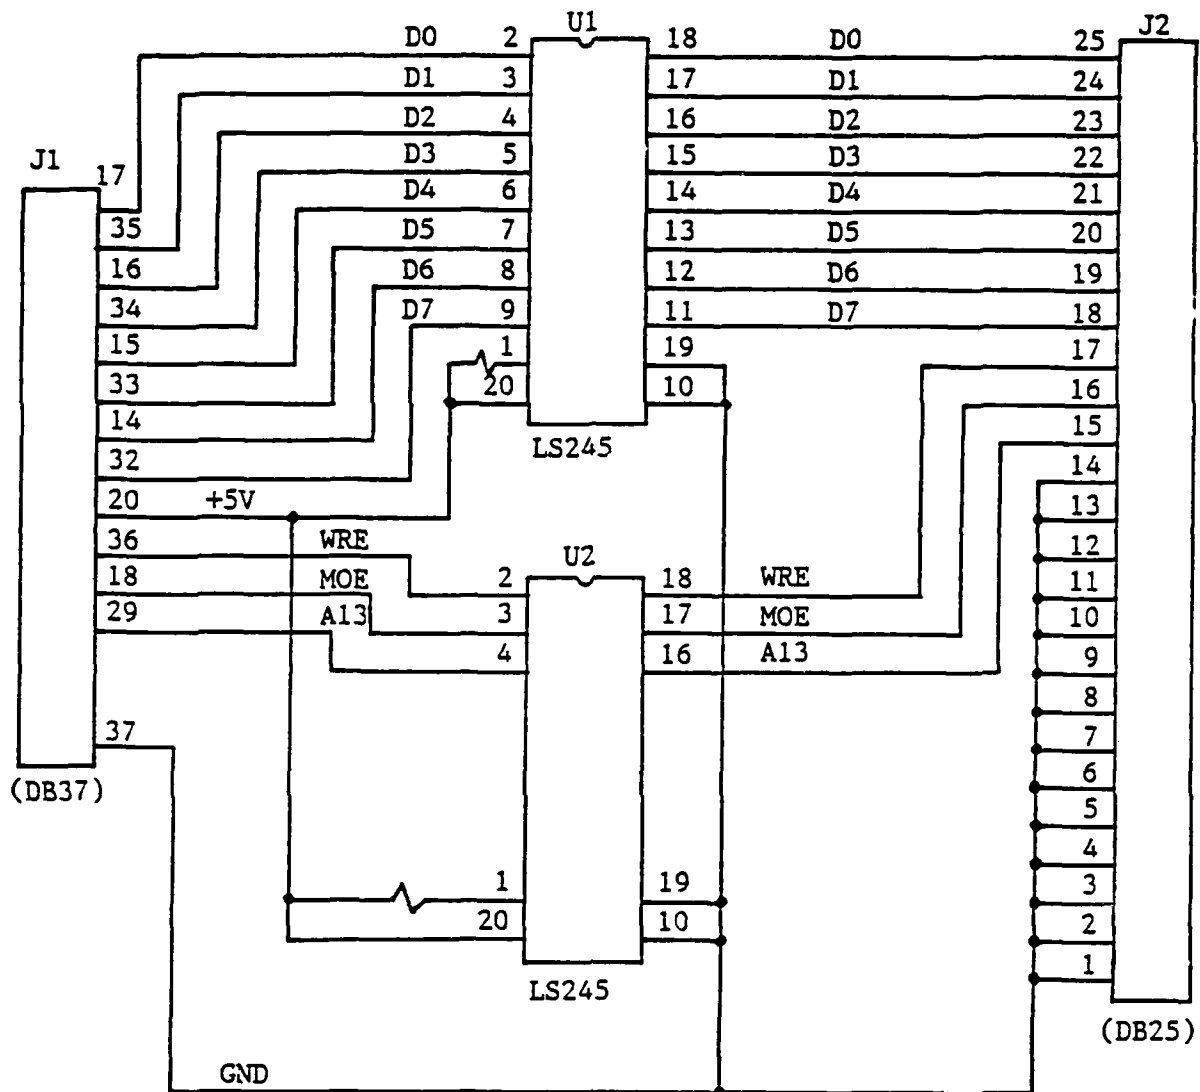 U1
J2
D0 2 18 D0 25
D1 3 17 D1 24
D2 4 16 D2 23
J1
D3 5 15 D3 22
17
D4 6 14 D4 21
35
D5 7 13 D5 20
16
D6 8 12 D6 19
34
D7 9 11 D7 18
15
1 19 17
33
20 10 16
14
15
LS245
32
14
20 +5V
13
36 WRE
U2
12
18 MOE 2 18 WRE
11
29 A13 3 17 MOE
10
4 16 A13 9
8
37
7
(DB37)
6
5
4
1 19 3
20 10 2
1
LS245
(DB25)
GND